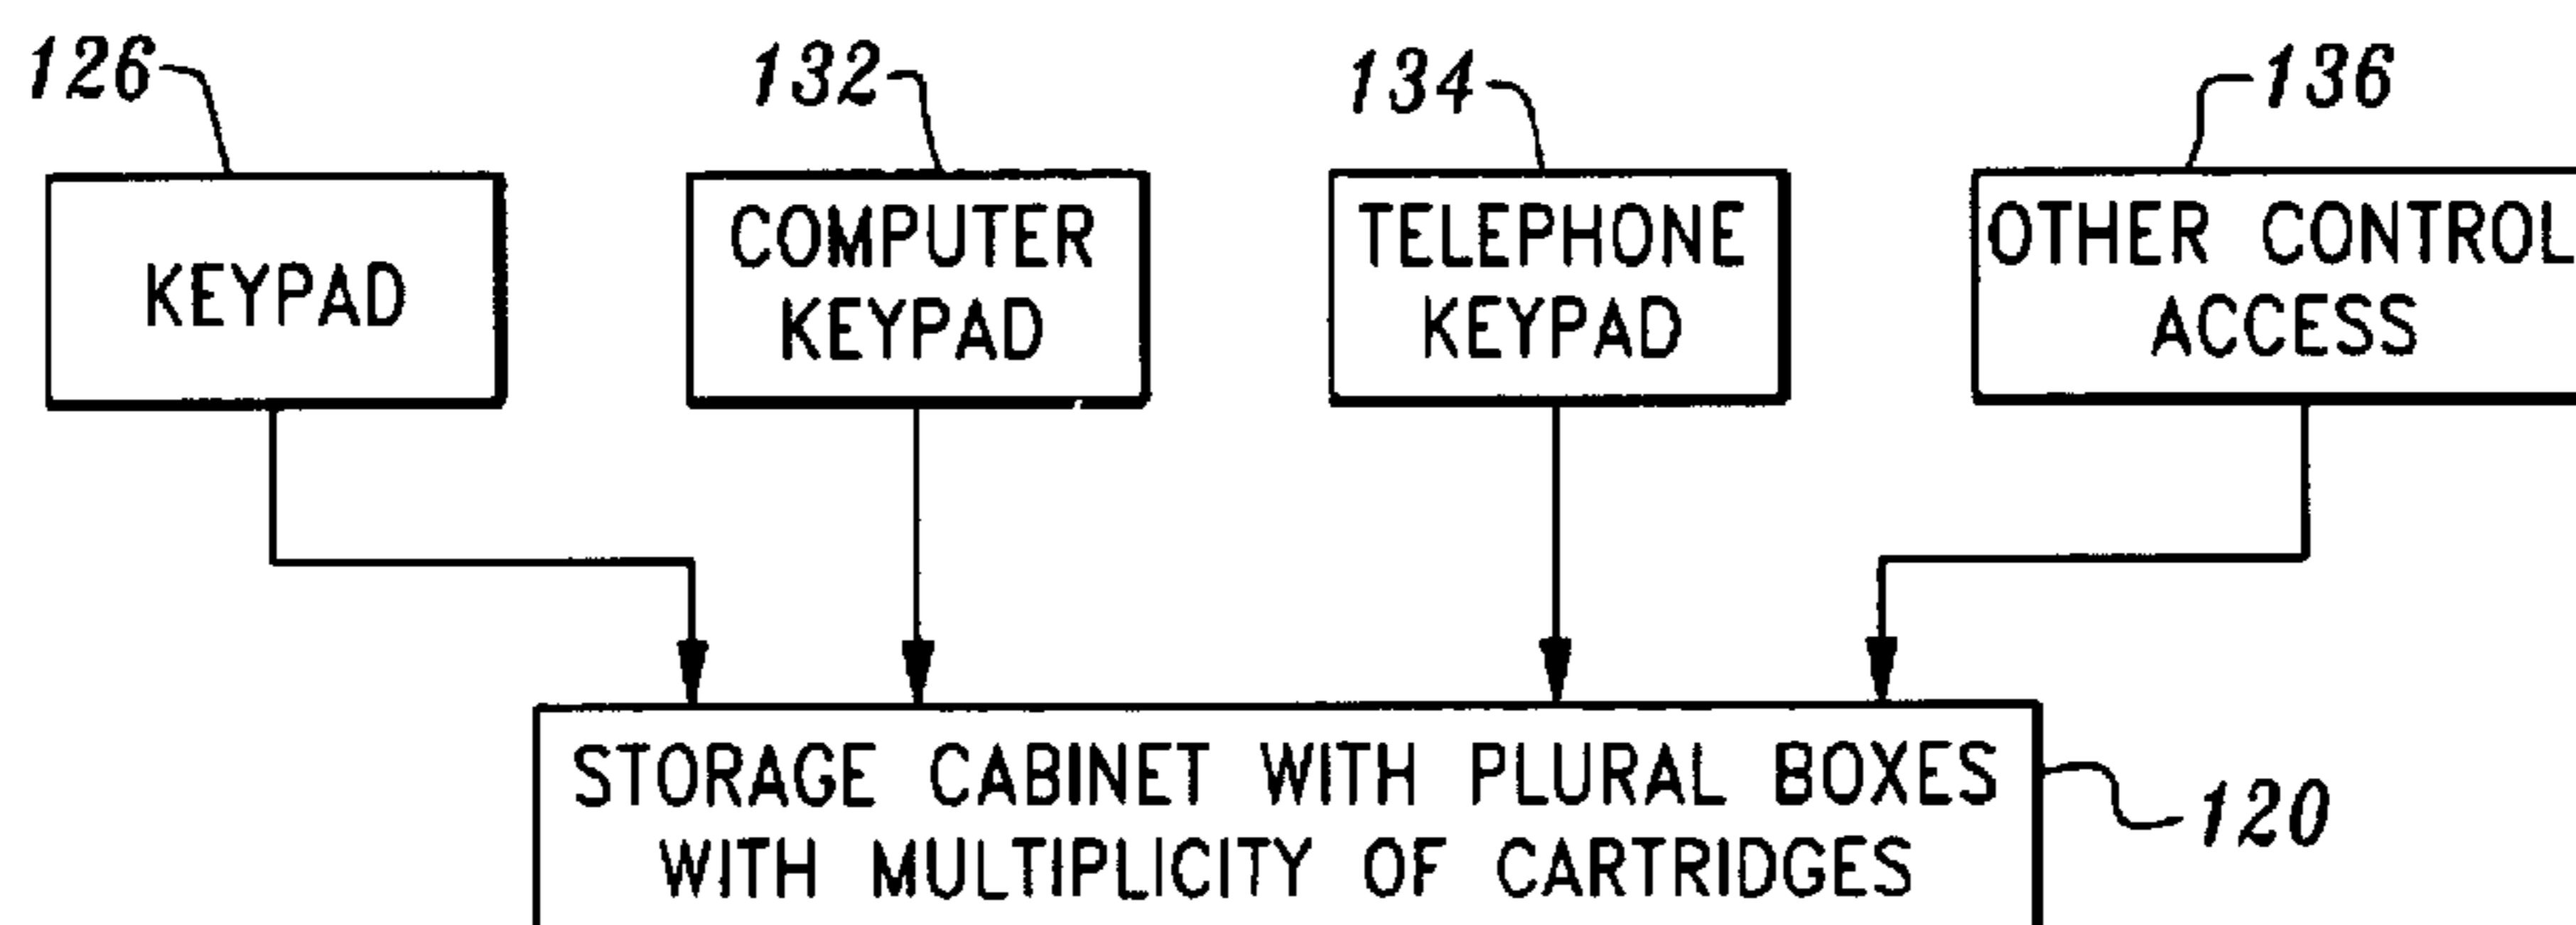 126 132 134 136
KEYPAD
COMPUTER
KEYPAD
TELEPHONE
KEYPAD
OTHER CONTROL
ACCESS
STORAGE CABINET WITH PLURAL BOXES
WITH MULTIPLICITY OF CARTRIDGES
120